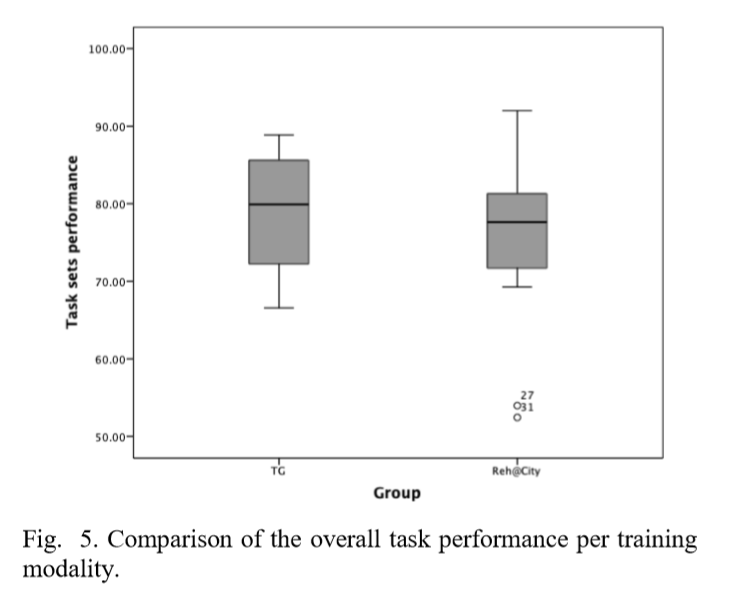 100.00
90.00
80.00
70.00
60.00
50.00
Task sets performance
27
31
TG
Reh@City
Group
Fig. 5. Comparison of the overall task performance per training
modality.